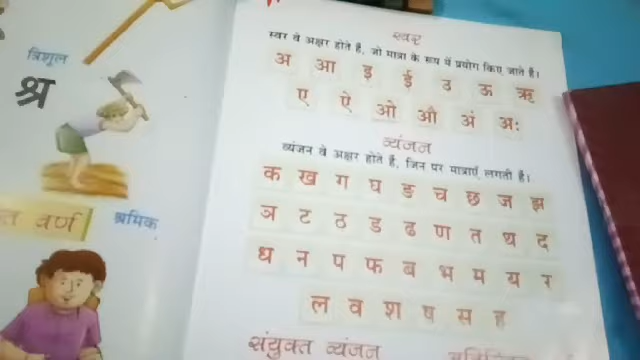 त्रिशूल
श्र
श्रमिक
त वर्ण
स्वर
स्वर वे अक्षर होते हैं, जो मात्रा के रूप में प्रयोग किए जाते हैं।
अ आ इ ई उ ऊ ऋ
ए ऐ ओ औ अं अः
व्यंजन
व्यंजन वे अक्षर होते हैं, जिन पर मात्राएँ लगती हैं।
क ख ग घ ङ च छ ज झ
ञ ट ठ ड ढ ण त थ द
ध न प फ ब भ म य र
ल व श ष स ह
संयुक्त व्यंजन